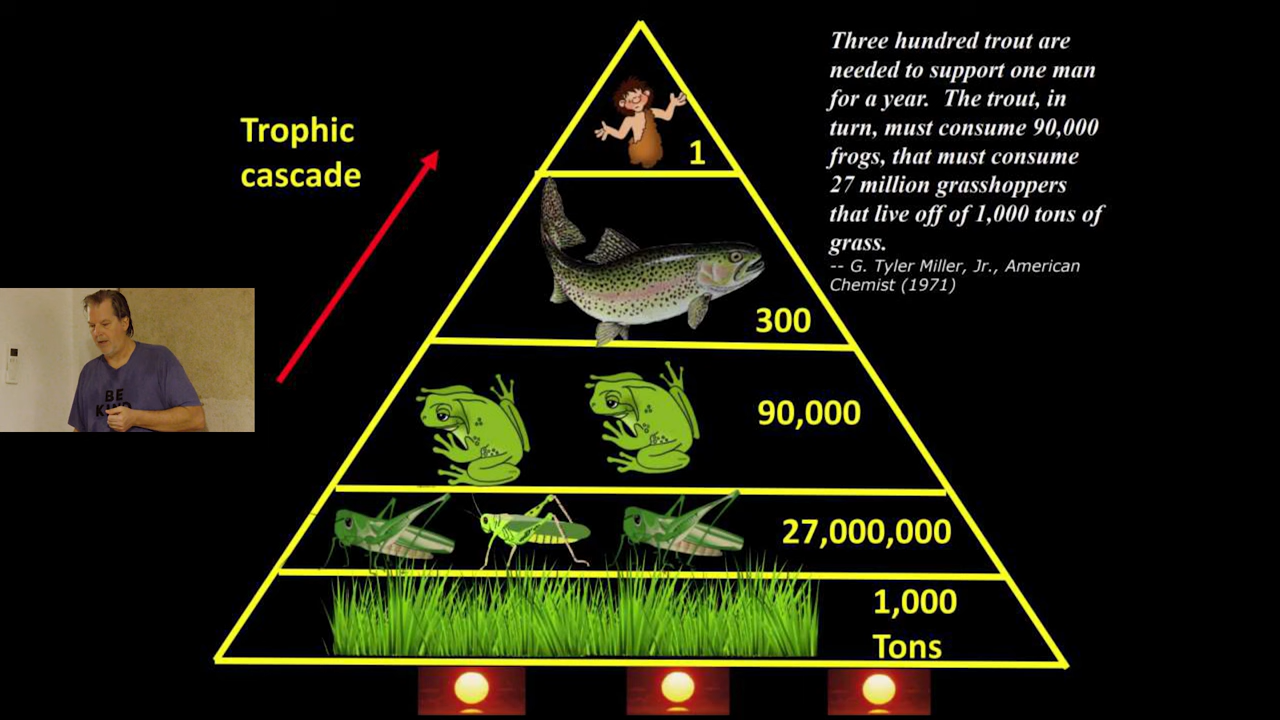 Three hundred trout are
needed to support one man
for a year. The trout, in
turn, must consume 90,000
frogs, that must consume
27 million grasshoppers
that live off of 1,000 tons of
grass.
-- G. Tyler Miller, Jr., American
Chemist (1971)
Trophic
cascade
1
300
90,000
27,000,000
1,000
Tons
BE
KIND